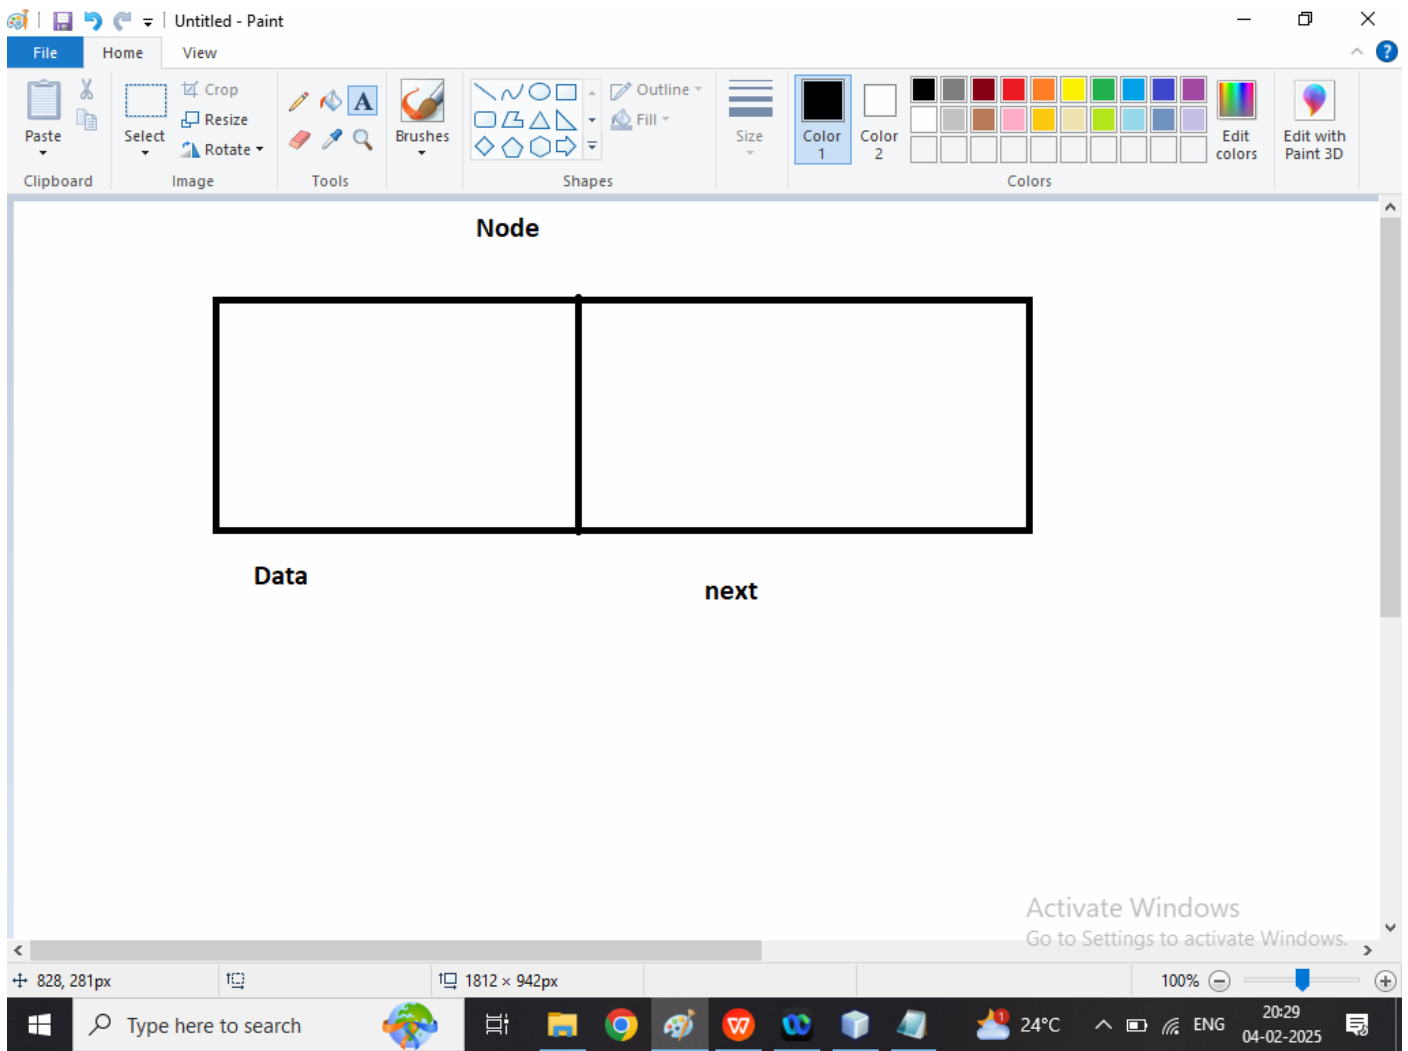 Untitled - Paint
File Home View
Paste
Clipboard
Select
Crop
Resize
Rotate
Image
A
Tools
Brushes
Shapes
Outline
Fill
Size
Color 1
Color 2
Colors
Edit colors
Edit with Paint 3D
?
Node
Data
next
Activate Windows
Go to Settings to activate Windows.
828, 281px
1812 × 942px
100%
Type here to search
W
1
24°C
ENG
20:29
04-02-2025